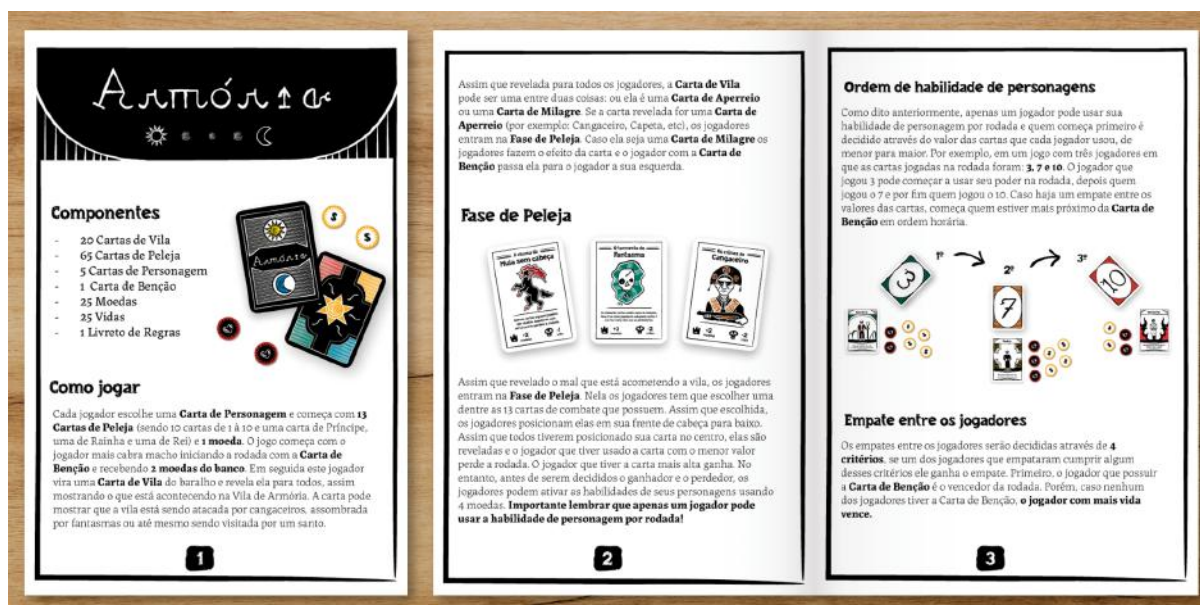 Armória
Componentes
- 20 Cartas de Vila
- 65 Cartas de Peleja
- 5 Cartas de Personagem
- 1 Carta de Benção
- 25 Moedas
- 25 Vidas
- 1 Livreto de Regras
Armória
$
$
Como jogar
Cada jogador escolhe uma Carta de Personagem e começa com 13
Cartas de Peleja (sendo 10 cartas de 1 à 10 e uma carta de Príncipe,
uma de Rainha e uma de Rei) e 1 moeda. O jogo começa com o
jogador mais cabra macho iniciando a rodada com a Carta de
Benção e recebendo 2 moedas do banco. Em seguida este jogador
vira uma Carta de Vila do baralho e revela ela para todos, assim
mostrando o que está acontecendo na Vila de Armória. A carta pode
mostrar que a vila está sendo atacada por cangaceiros, assombrada
por fantasmas ou até mesmo sendo visitada por um santo.
1
Assim que revelada para todos os jogadores, a Carta de Vila
pode ser uma entre duas coisas: ou ela é uma Carta de Aperreio
ou uma Carta de Milagre. Se a carta revelada for uma Carta de
Aperreio (por exemplo: Cangaceiro, Capeta, etc), os jogadores
entram na Fase de Peleja. Caso ela seja uma Carta de Milagre os
jogadores fazem o efeito da carta e o jogador com a Carta de
Benção passa ela para o jogador a sua esquerda.
Fase de Peleja
Mula sem cabeça
Fantasma
Cangaceiro
+2
-2
+3
-2
+2
-2
Assim que revelado o mal que está acometendo a vila, os jogadores
entram na Fase de Peleja. Nela os jogadores tem que escolher uma
dentre as 13 cartas de combate que possuem. Assim que escolhida,
os jogadores posicionam elas em sua frente de cabeça para baixo.
Assim que todos tiverem posicionado sua carta no centro, elas são
reveladas e o jogador que tiver usado a carta com o menor valor
perde a rodada. O jogador que tiver a carta mais alta ganha. No
entanto, antes de serem decididos o ganhador e o perdedor, os
jogadores podem ativar as habilidades de seus personagens usando
4 moedas. Importante lembrar que apenas um jogador pode
usar a habilidade de personagem por rodada!
2
Ordem de habilidade de personagens
Como dito anteriormente, apenas um jogador pode usar sua
habilidade de personagem por rodada e quem começa primeiro é
decidido através do valor das cartas que cada jogador usou, de
menor para maior. Por exemplo, em um jogo com três jogadores em
que as cartas jogadas na rodada foram: 3, 7 e 10. O jogador que
jogou 3 pode começar a usar seu poder na rodada, depois quem
jogou o 7 e por fim quem jogou o 10. Caso haja um empate entre os
valores das cartas, começa quem estiver mais próximo da Carta de
Benção em ordem horária.
1º
2º
3º
3
7
10
Empate entre os jogadores
Os empates entre os jogadores serão decididas através de 4
critérios, se um dos jogadores que empataram cumprir algum
desses critérios ele ganha o empate. Primeiro, o jogador que possuir
a Carta de Benção é o vencedor da rodada. Porém, caso nenhum
dos jogadores tiver a Carta de Benção, o jogador com mais vida
vence.
3